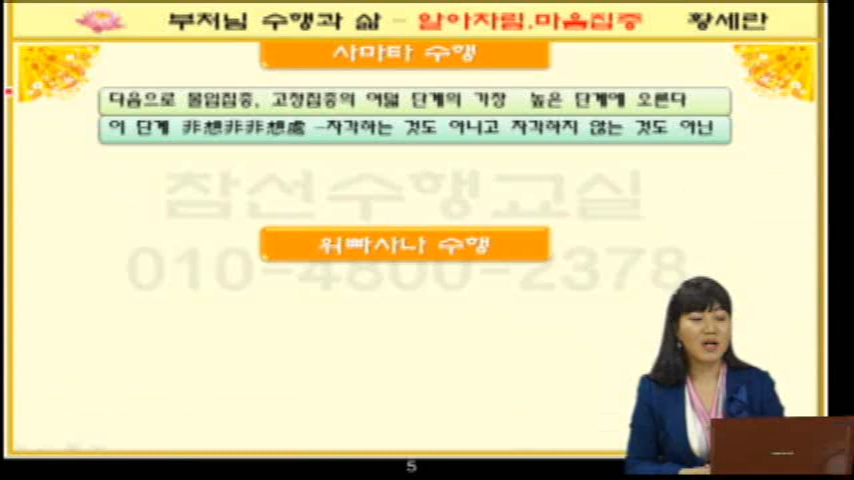 부처님 수행과 삶 - 알아차림.마음집중 황세란
사마타 수행
다음으로 몰입집중, 고정집중의 여덟 단계의 가장 높은 단계에 오른다
이 단계 非想非非想處 -자각하는 것도 아니고 자각하지 않는 것도 아닌
참선수행교실
위빠사나 수행
010-4800-2378
5